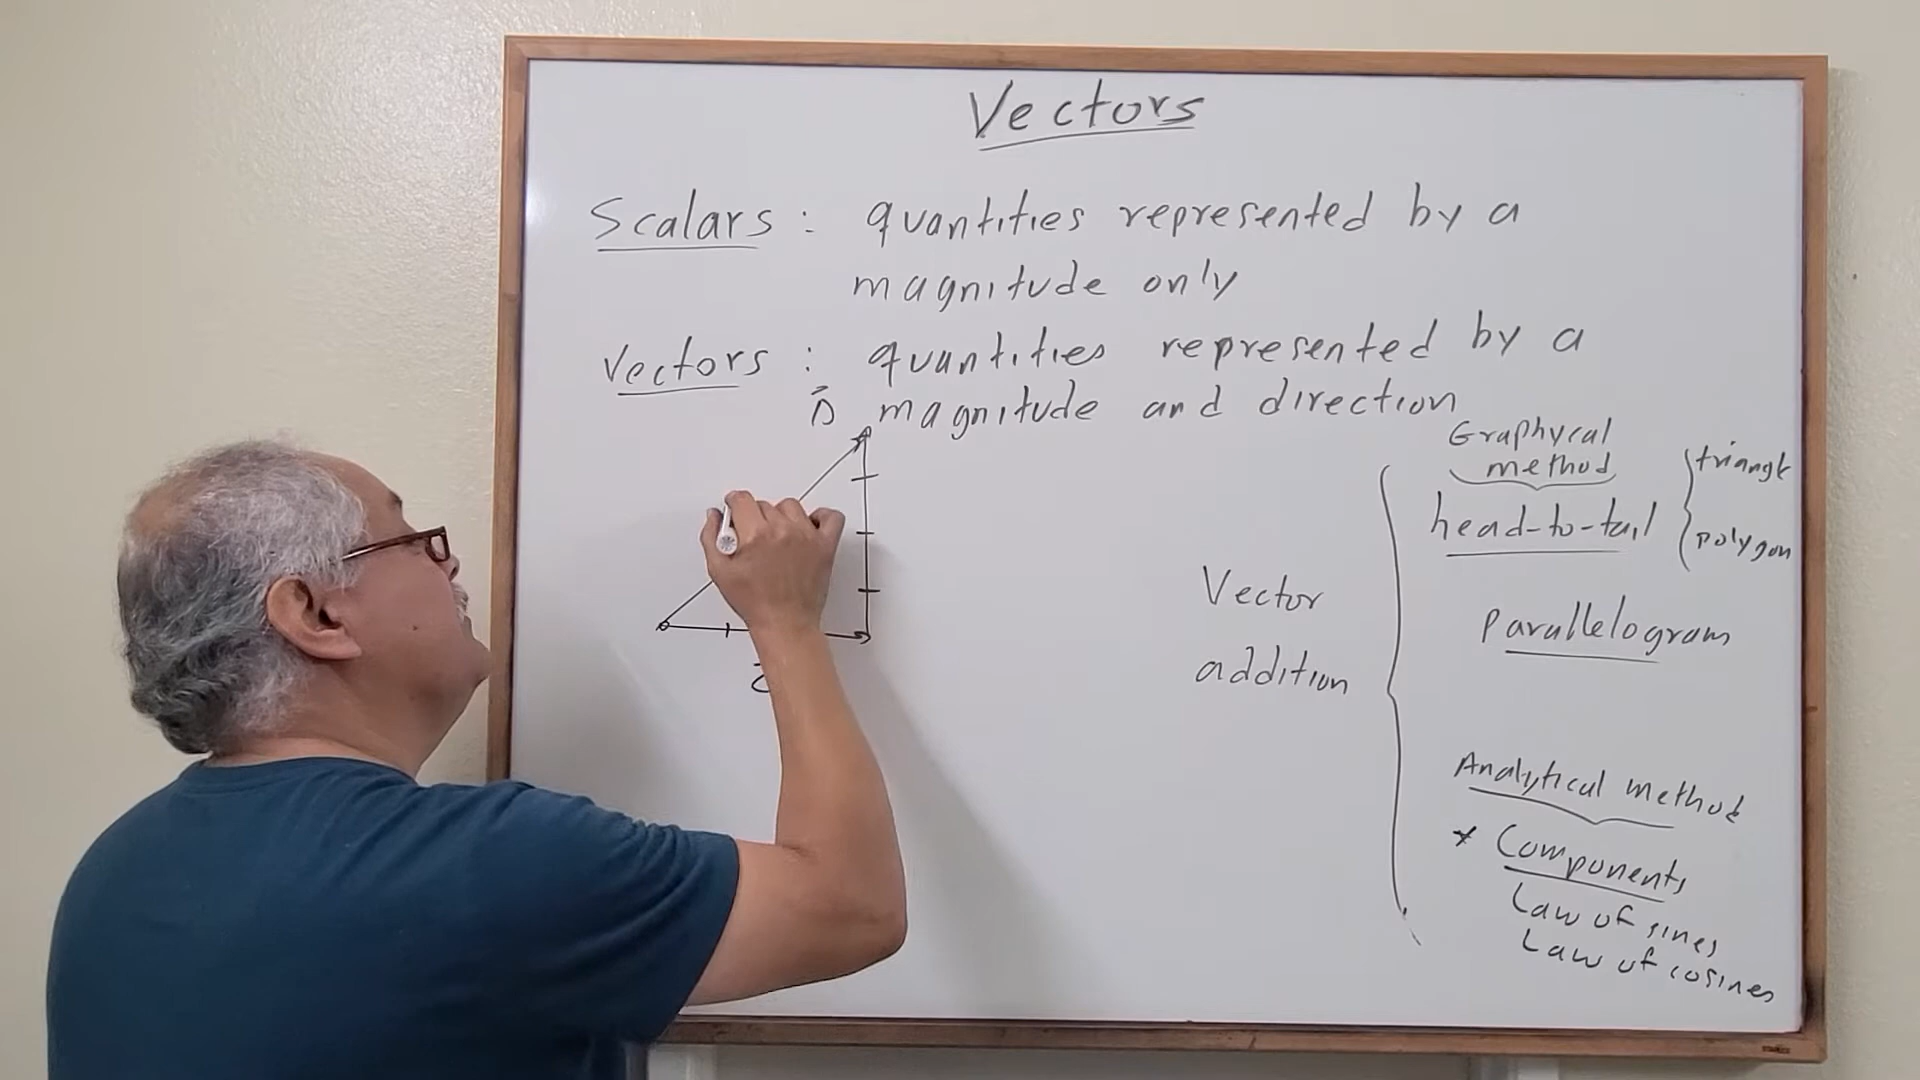 Vectors
Scalars : quantities represented by a
magnitude only
Vectors : quantities represented by a
magnitude and direction
D
Graphycal
method
head-to-tail
triangle
polygon
Vector
addition
parallelogram
Analytical method
* Components
Law of sines
Law of cosines